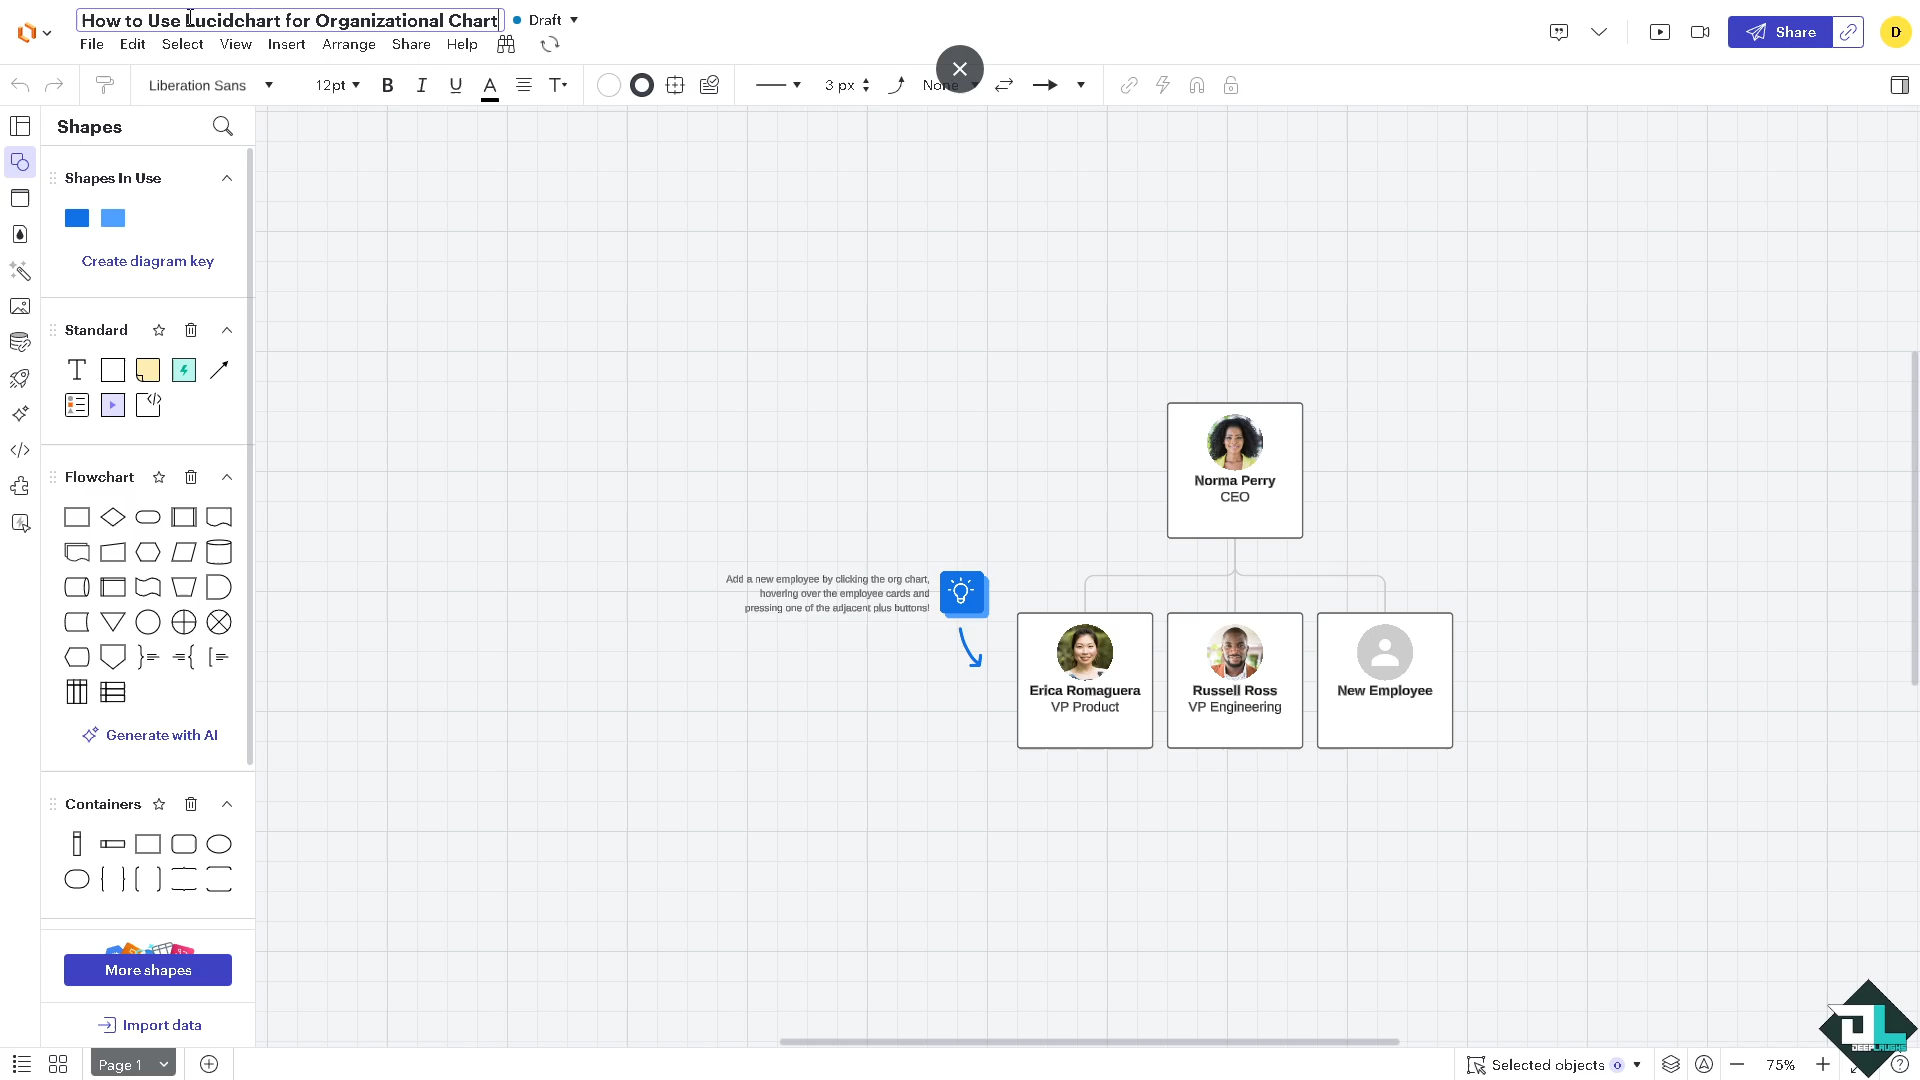 How to Use Lucidchart for Organizational Chart
Draft
File Edit Select View Insert Arrange Share Help
Share
D
Liberation Sans
12pt
B I U A T
3 px
None
Shapes
Shapes In Use
Create diagram key
Standard
T
Flowchart
Generate with AI
Containers
More shapes
Import data
Norma Perry
CEO
Add a new employee by clicking the org chart,
hovering over the employee cards and
pressing one of the adjacent plus buttons!
Erica Romaguera
VP Product
Russell Ross
VP Engineering
New Employee
Page 1
Selected objects 0
75%
DEEPLAUGHS